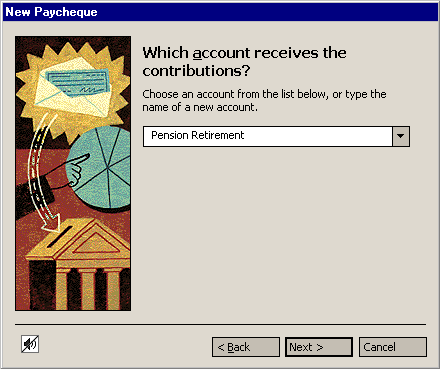 New Paycheque
Which account receives the
contributions?
Choose an account from the list below, or type the
name of a new account.
Pension Retirement
< Back
Next >
Cancel